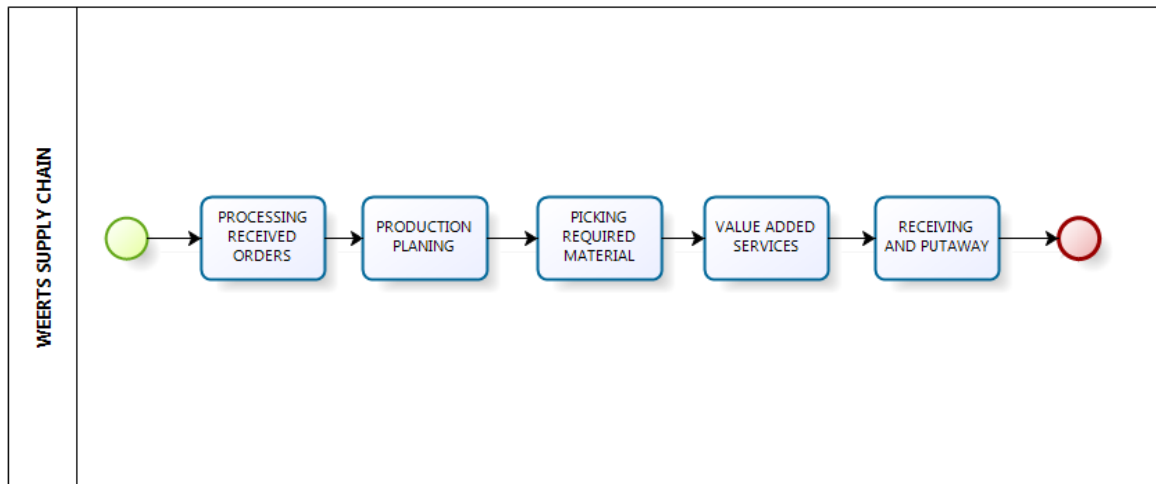 WEERTS SUPPLY CHAIN
PROCESSING
RECEIVED
ORDERS
PRODUCTION
PLANING
PICKING
REQUIRED
MATERIAL
VALUE ADDED
SERVICES
RECEIVING
AND PUTAWAY